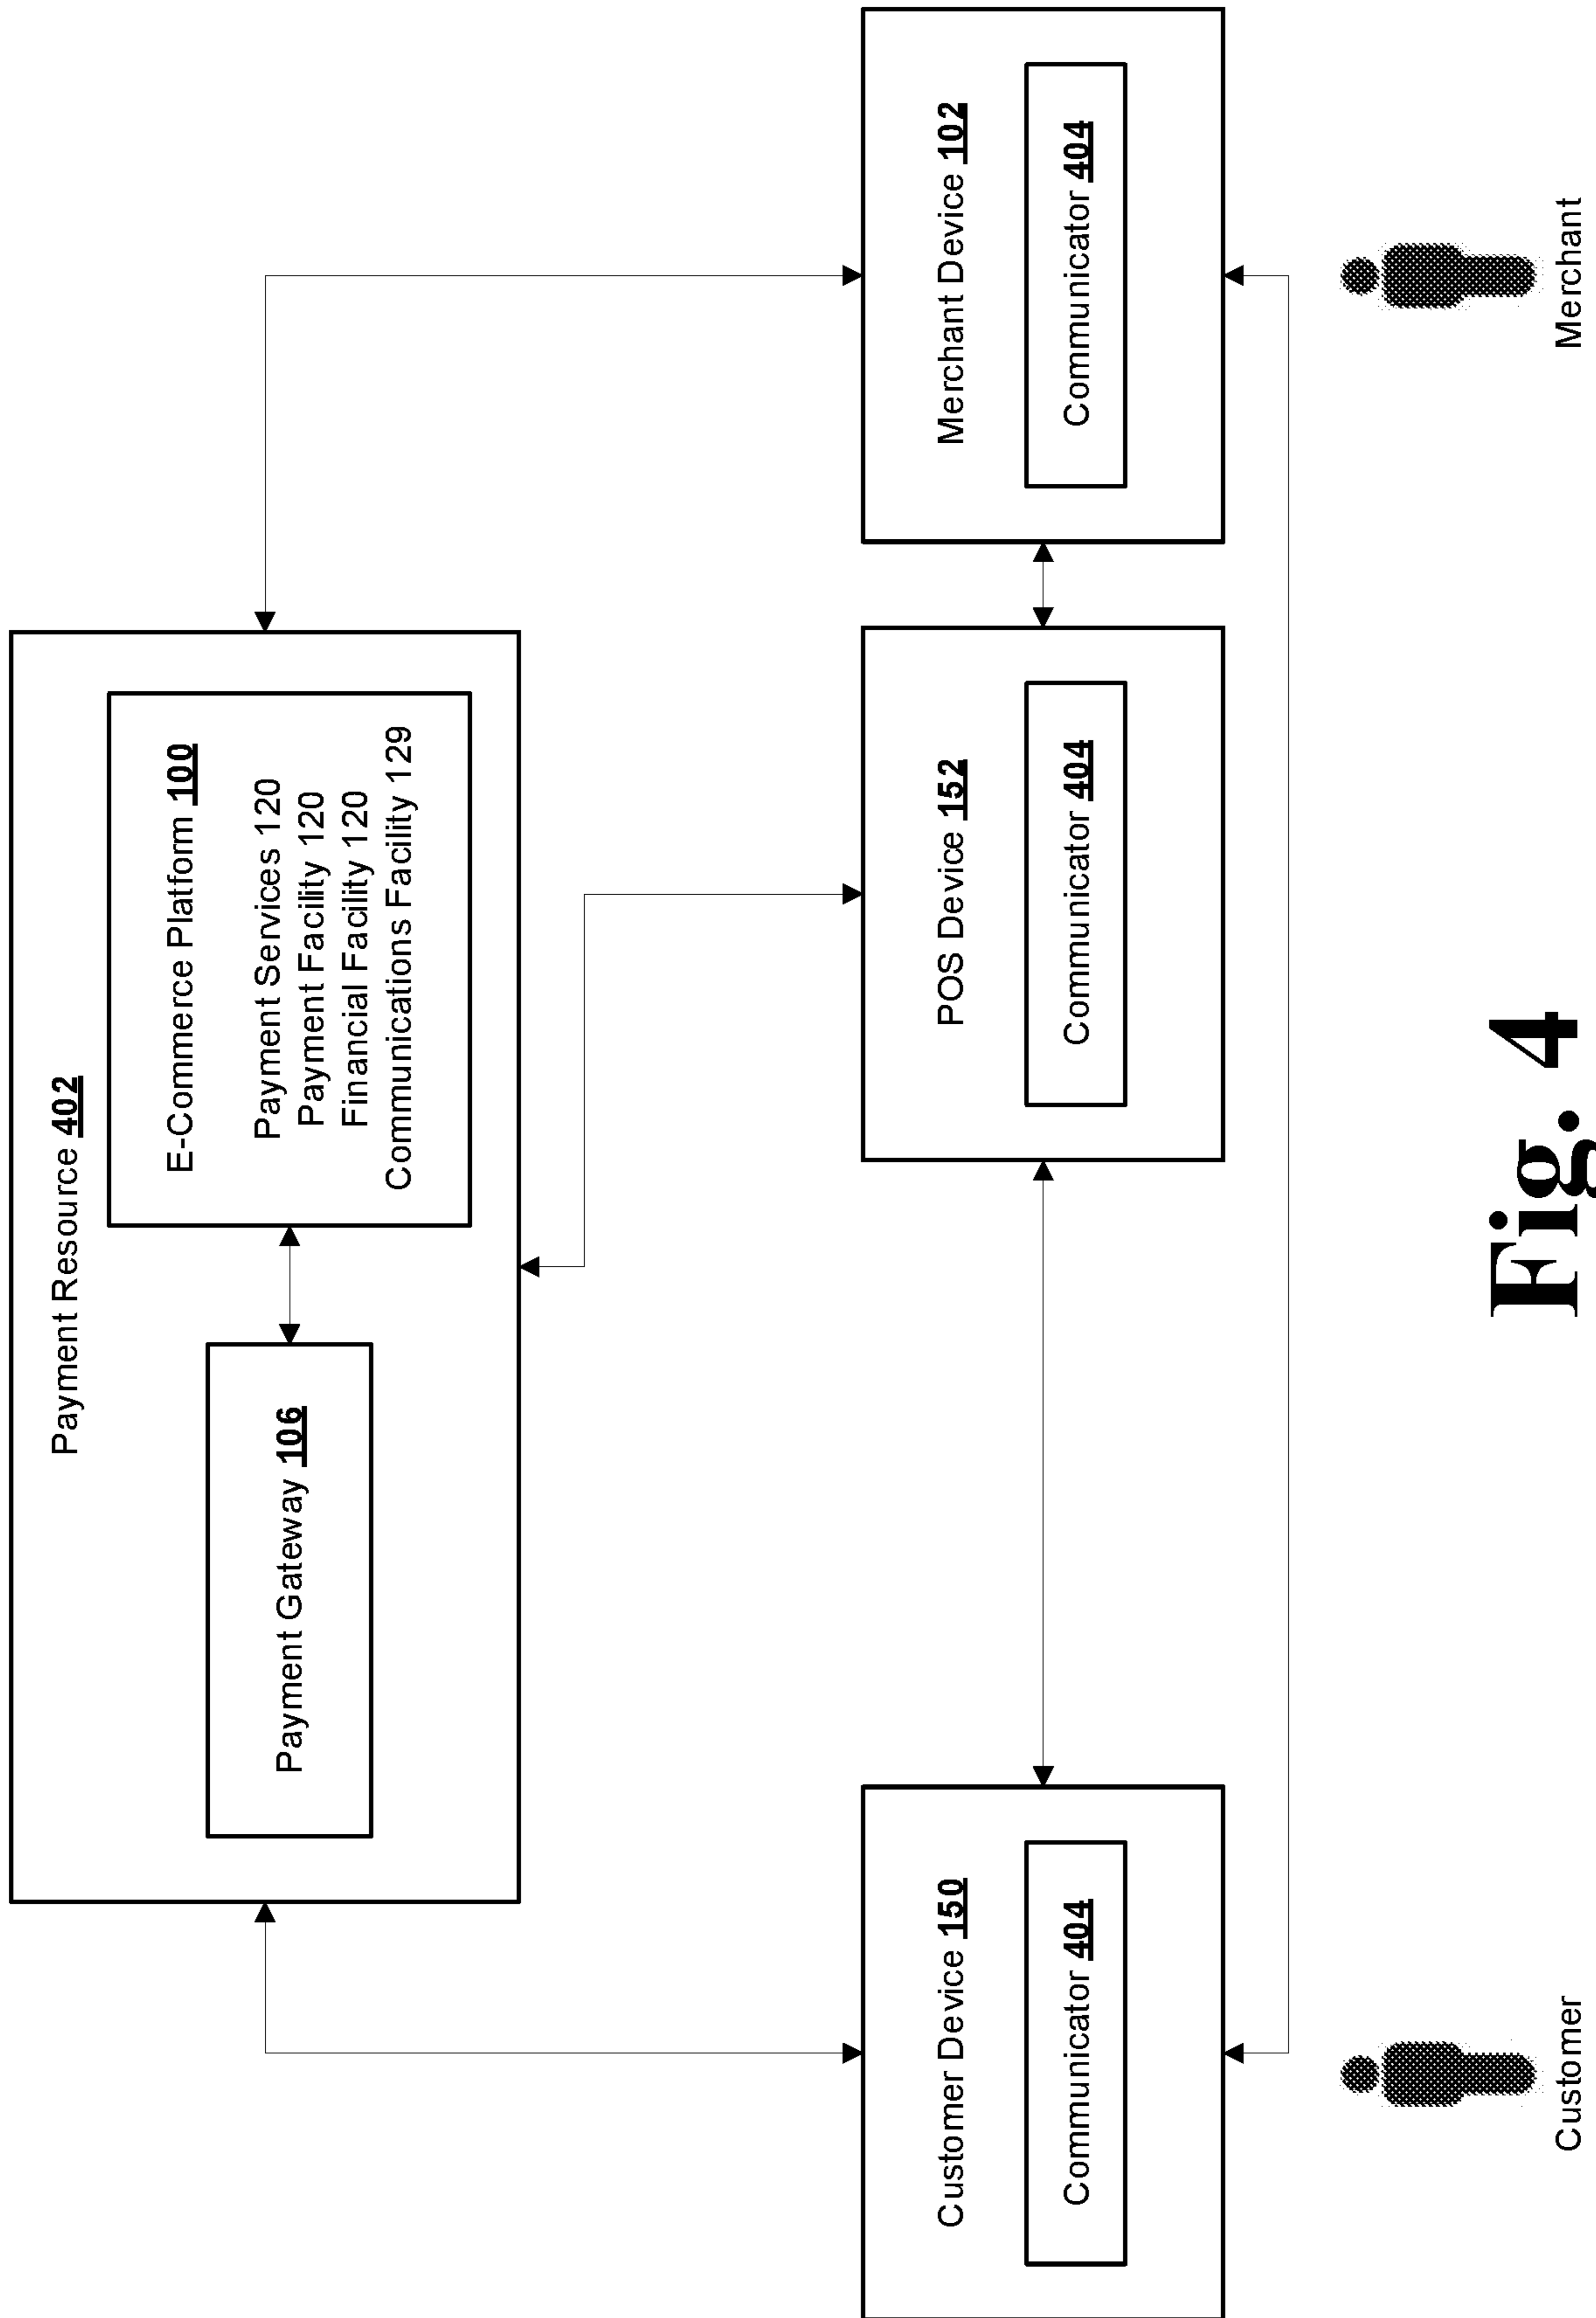 Payment Resource 402
Payment Gateway 106
E-Commerce Platform 100
Payment Services 120
Payment Facility 120
Financial Facility 120
Communications Facility 129
Customer Device 150
Communicator 404
POS Device 152
Communicator 404
Merchant Device 102
Communicator 404
Customer
Merchant
Fig. 4